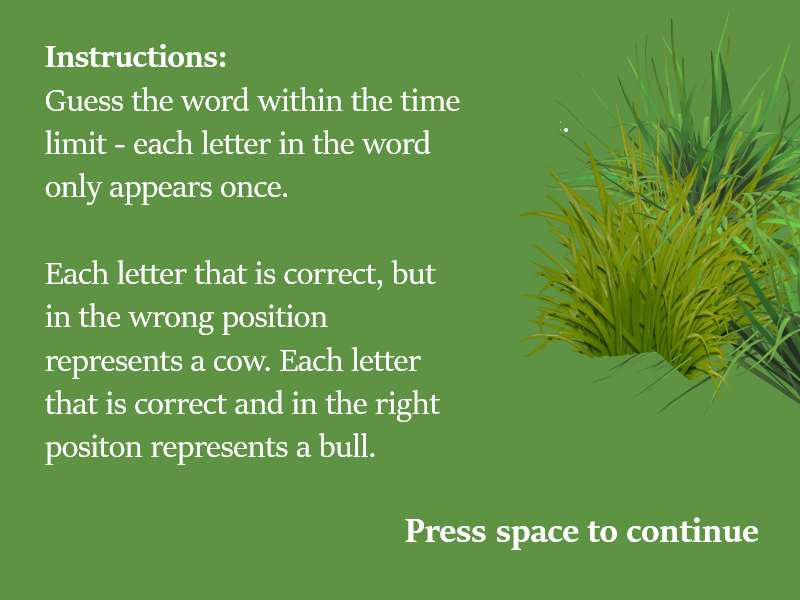 Instructions:
Guess the word within the time
limit - each letter in the word
only appears once.
Each letter that is correct, but
in the wrong position
represents a cow. Each letter
that is correct and in the right
positon represents a bull.
Press space to continue